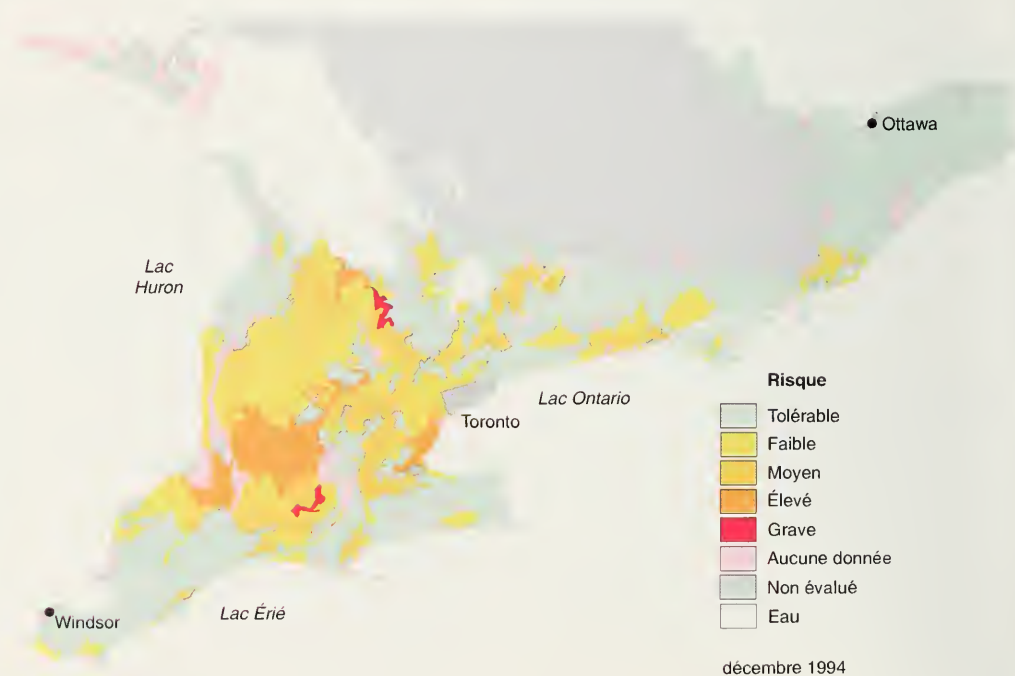 Ottawa
Lac
Huron
Lac Ontario
Toronto
Lac Érié
Windsor
Risque
Tolérable
Faible
Moyen
Élevé
Grave
Aucune donnée
Non évalué
Eau
décembre 1994